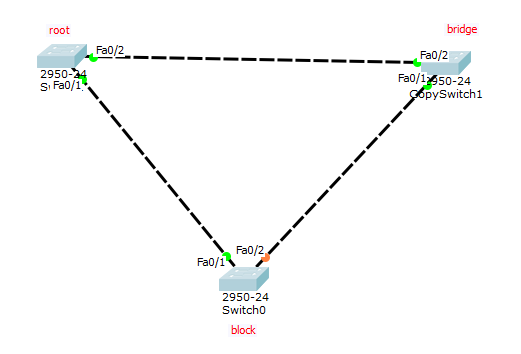 root
bridge
Fa0/2
Fa0/2
2950-24
Fa0/1
Fa0/1
2950-24
CopySwitch1
Fa0/2
Fa0/1
2950-24
Switch0
block